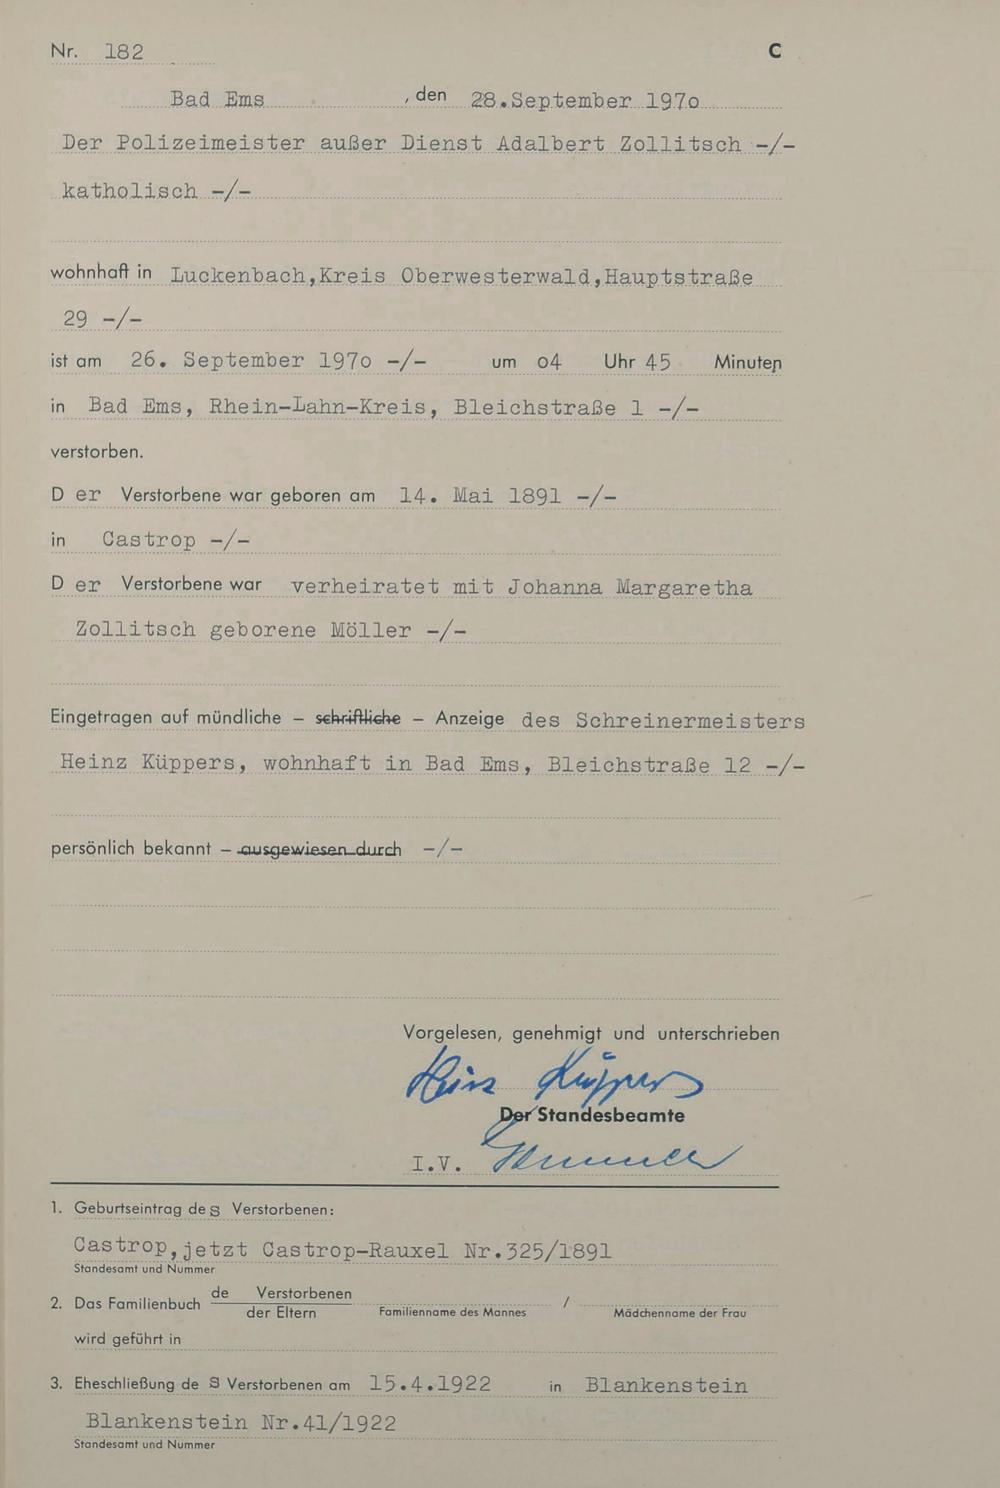 Nr. 182 C
Bad Ems , den 28.September 197o
Der Polizeimeister außer Dienst Adalbert Zollitsch -/-
katholisch -/-
wohnhaft in Luckenbach,Kreis Oberwesterwald,Hauptstraße
29 -/-
ist am 26. September 197o -/- um o4 Uhr 45 Minuten
in Bad Ems, Rhein-Lahn-Kreis, Bleichstraße 1 -/-
verstorben.
D er Verstorbene war geboren am 14. Mai 1891 -/-
in Castrop -/-
D er Verstorbene war verheiratet mit Johanna Margaretha
Zollitsch geborene Möller -/-
Eingetragen auf mündliche – schriftliche – Anzeige des Schreinermeisters
Heinz Küppers, wohnhaft in Bad Ems, Bleichstraße 12 -/-
persönlich bekannt – ausgewiesen durch -/-
Vorgelesen, genehmigt und unterschrieben
Heinz Küppers
Der Standesbeamte
I.V.
1. Geburtseintrag des Verstorbenen:
Castrop,jetzt Castrop-Rauxel Nr.325/1891
Standesamt und Nummer
2. Das Familienbuch de Verstorbenen /
der Eltern Familienname des Mannes Mädchenname der Frau
wird geführt in
3. Eheschließung de S Verstorbenen am 15.4.1922 in Blankenstein
Blankenstein Nr.41/1922
Standesamt und Nummer